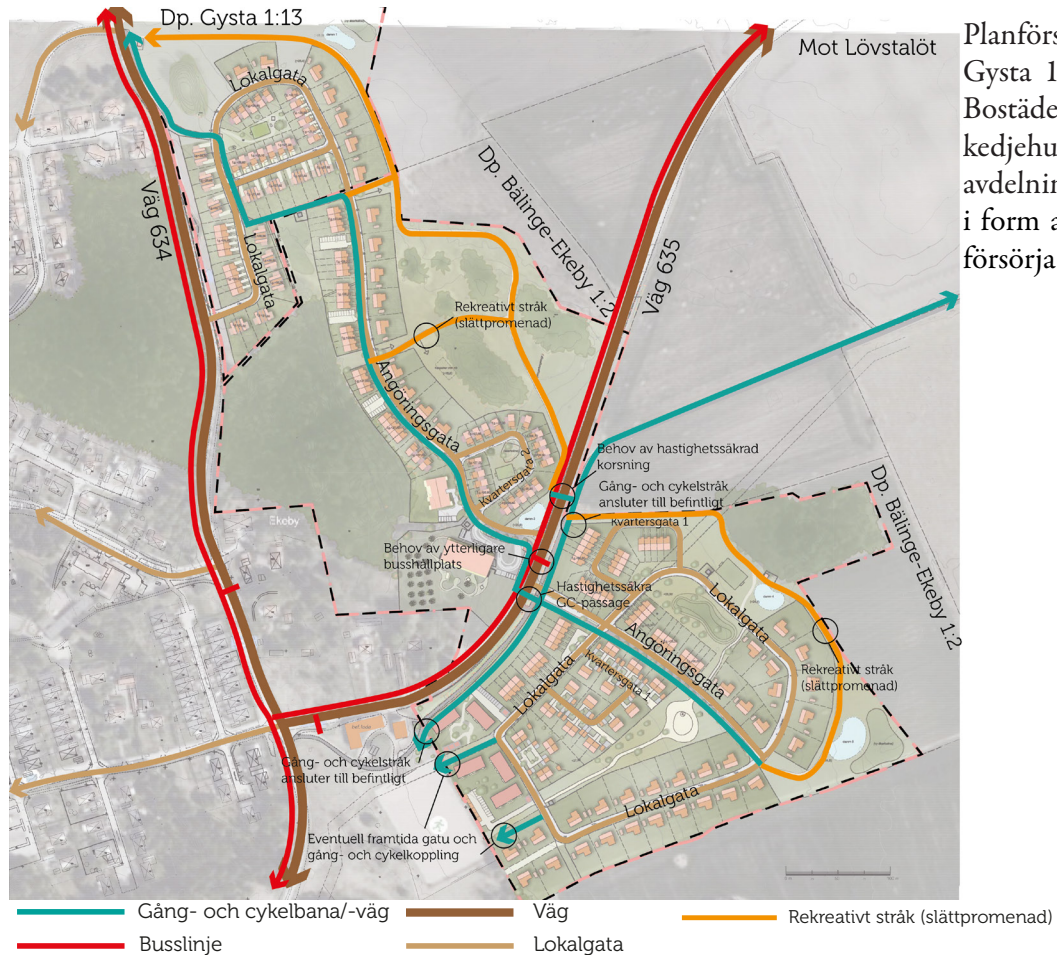 Dp. Gysta 1:13
Mot Lövstalöt
Planförs
Gysta 1
Bostäde
kedjehu
avdelnin
i form a
försörja
Lokalgata
Väg 634
Lokalgata
Dp. Bälinge-Ekeby 1:2
Väg 635
Rekreativt stråk
(slättpromenad)
Angöringsgata
Kvartersgata 2
Behov av hastighetssäkrad
korsning
Gång- och cykelstråk
ansluter till befintligt
Kvartersgata 1
Dp. Bälinge-Ekeby 1:2
Ekeby
Behov av ytterligare
busshållplats
Hastighetssäkra
GC-passage
Lokalgata
Angöringsgata
Lokalgata
Kvartersgata 1
Rekreativt stråk
(slättpromenad)
Gång- och cykelstråk
ansluter till befintligt
Lokalgata
Eventuell framtida gatu och
gång- och cykelkoppling
Gång- och cykelbana/-väg
Väg
Rekreativt stråk (slättpromenad)
Busslinje
Lokalgata